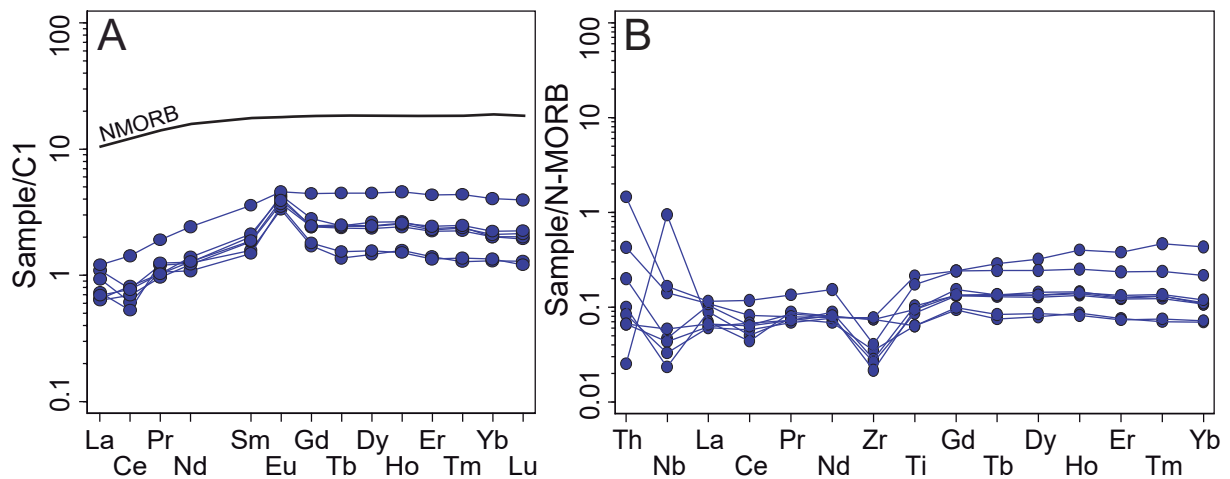 A
100
10
1
0.1
Sample/C1
NMORB
La Pr Sm Gd Dy Er Yb
Ce Nd Eu Tb Ho Tm Lu
B
100
10
1
0.1
0.01
Sample/N-MORB
Th La Pr Zr Gd Dy Er Yb
Nb Ce Nd Ti Tb Ho Tm